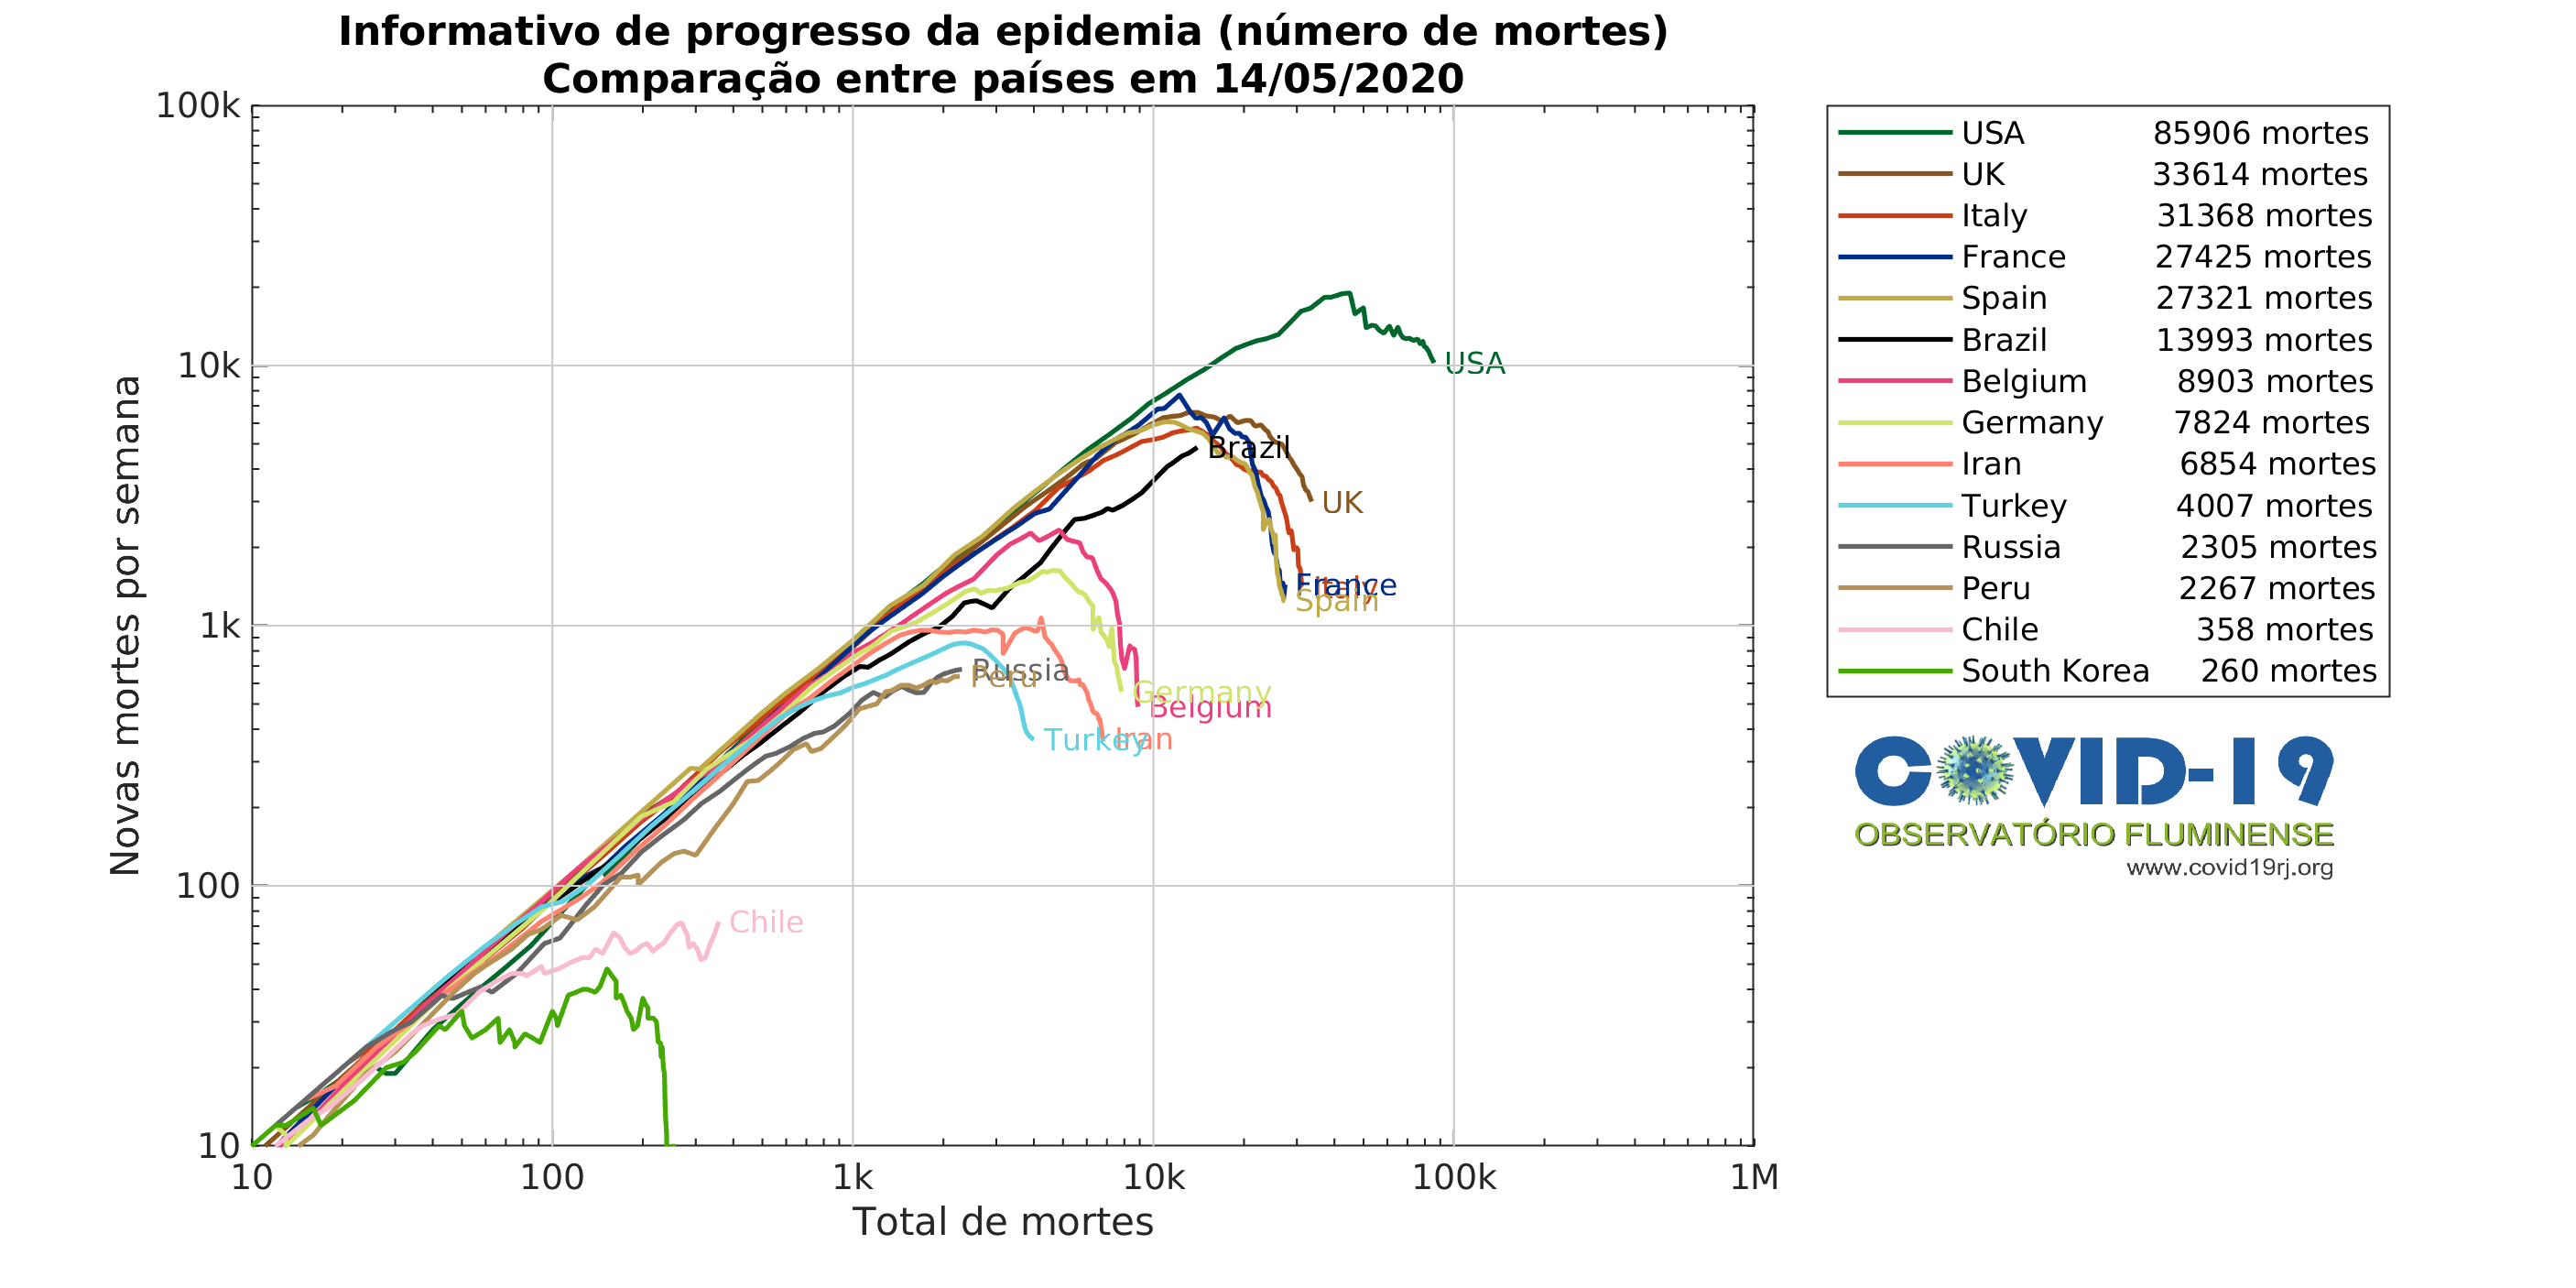 Informativo de progresso da epidemia (número de mortes)
Comparação entre países em 14/05/2020
100k
10k
1k
100
10
Novas mortes por semana
10 100 1k 10k 100k 1M
Total de mortes
USA
Brazil
UK
Italy
France
Spain
Russia
Peru
Germany
Belgium
Turkey
Iran
Chile
USA 85906 mortes
UK 33614 mortes
Italy 31368 mortes
France 27425 mortes
Spain 27321 mortes
Brazil 13993 mortes
Belgium 8903 mortes
Germany 7824 mortes
Iran 6854 mortes
Turkey 4007 mortes
Russia 2305 mortes
Peru 2267 mortes
Chile 358 mortes
South Korea 260 mortes
COVID-19
OBSERVATÓRIO FLUMINENSE
www.covid19rj.org